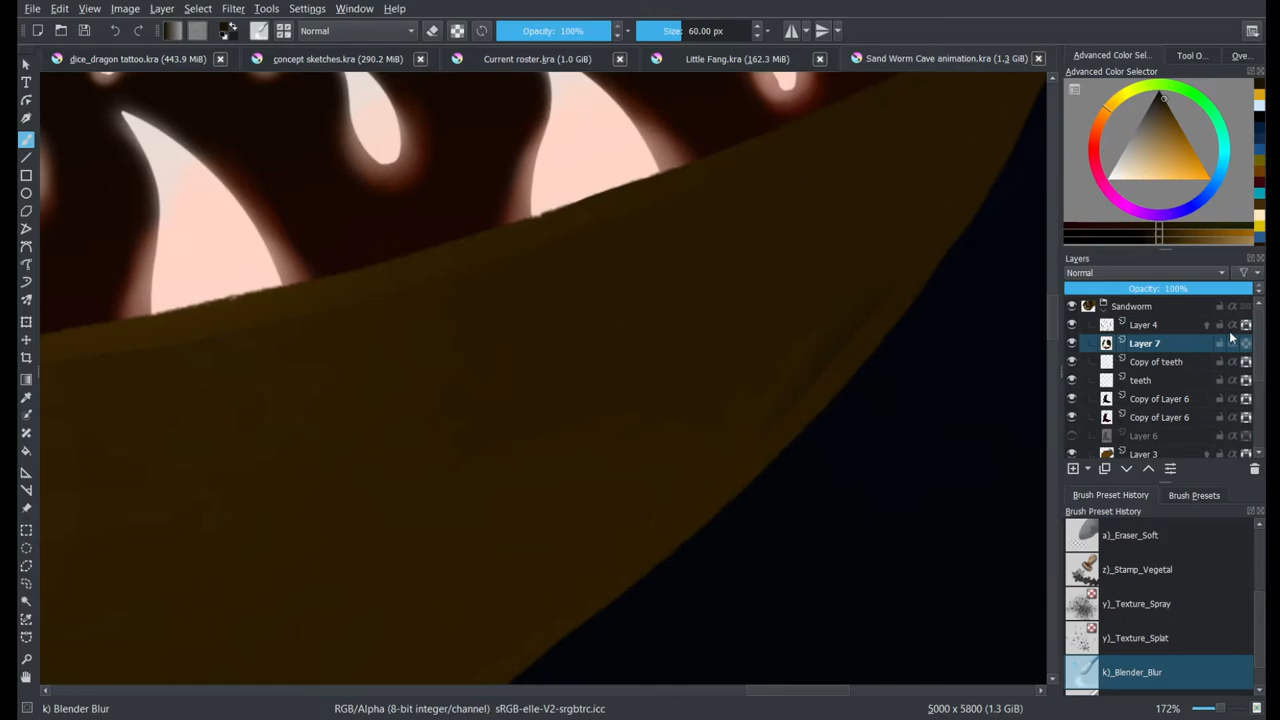 File Edit View Image Layer Select Filter Tools Settings Window Help
Normal Opacity: 100% Size: 60.00 px
dice_dragon tattoo.kra (443.9 MiB) concept sketches.kra (290.2 MiB) Current roster.kra (1.0 GiB) Little Fang.kra (162.3 MiB) Sand Worm Cave animation.kra (1.3 GiB)
Advanced Color Sel... Tool O... Ove...
Advanced Color Selector
Layers
Normal
Opacity: 100%
Sandworm
Layer 4
Layer 7
Copy of teeth
teeth
Copy of Layer 6
Copy of Layer 6
Layer 6
Layer 3
Brush Preset History Brush Presets
Brush Preset History
a)_Eraser_Soft
z)_Stamp_Vegetal
y)_Texture_Spray
y)_Texture_Splat
k)_Blender_Blur
k) Blender Blur RGB/Alpha (8-bit integer/channel) sRGB-elle-V2-srgbtrc.icc 5000 x 5800 (1.3 GiB) 172%